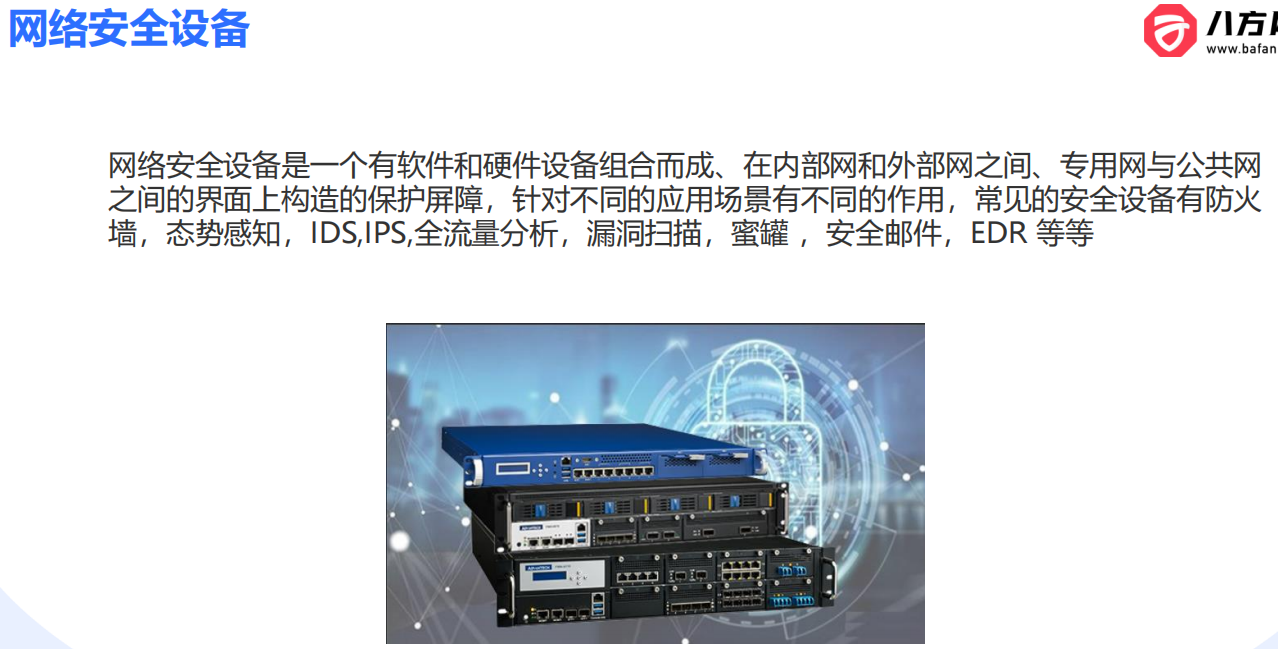 网络安全设备
八方
www.bafan
网络安全设备是一个有软件和硬件设备组合而成、在内部网和外部网之间、专用网与公共网
之间的界面上构造的保护屏障，针对不同的应用场景有不同的作用，常见的安全设备有防火
墙，态势感知，IDS,IPS,全流量分析，漏洞扫描，蜜罐 ，安全邮件，EDR 等等